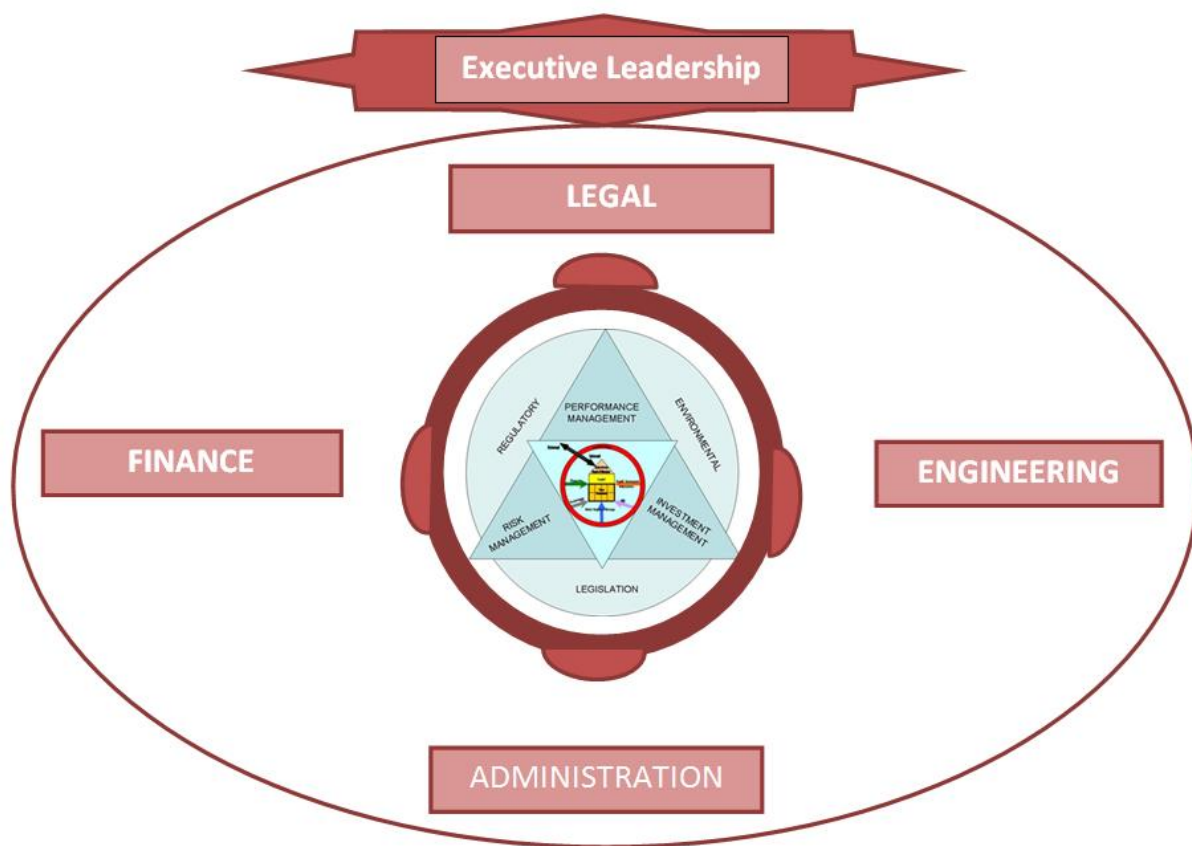 Executive Leadership
LEGAL
REGULATORY
ENVIRONMENTAL
PERFORMANCE
MANAGEMENT
FINANCE
ENGINEERING
RISK
MANAGEMENT
INVESTMENT
MANAGEMENT
LEGISLATION
ADMINISTRATION